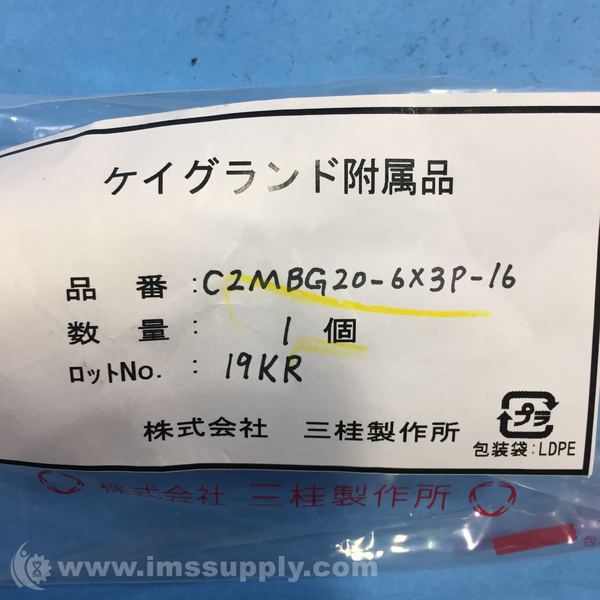 ケイグランド附属品
品 番 : C2MBG20-6X3P-16
数 量 : 1 個
ロットNo. : 19KR
株式会社 三桂製作所
プラ
包装袋:LDPE
株式会社 三桂製作所
包
www.imssupply.com